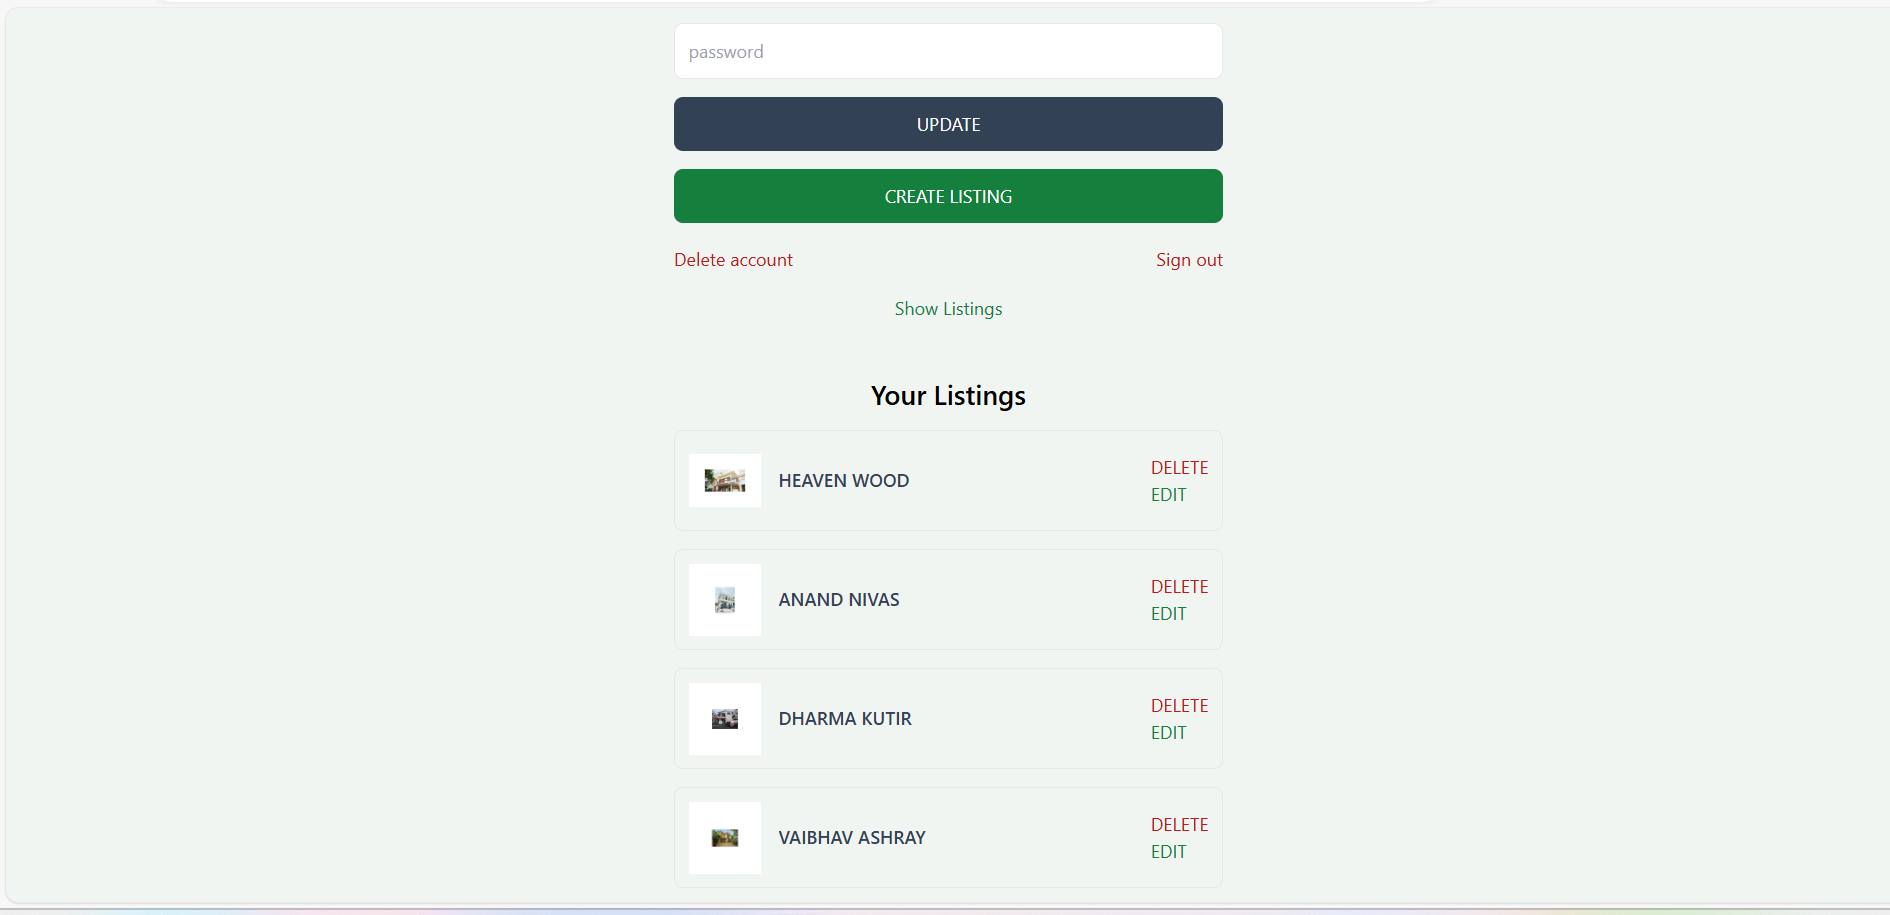 password
UPDATE
CREATE LISTING
Delete account
Sign out
Show Listings
Your Listings
HEAVEN WOOD
DELETE
EDIT
ANAND NIVAS
DELETE
EDIT
DHARMA KUTIR
DELETE
EDIT
VAIBHAV ASHRAY
DELETE
EDIT